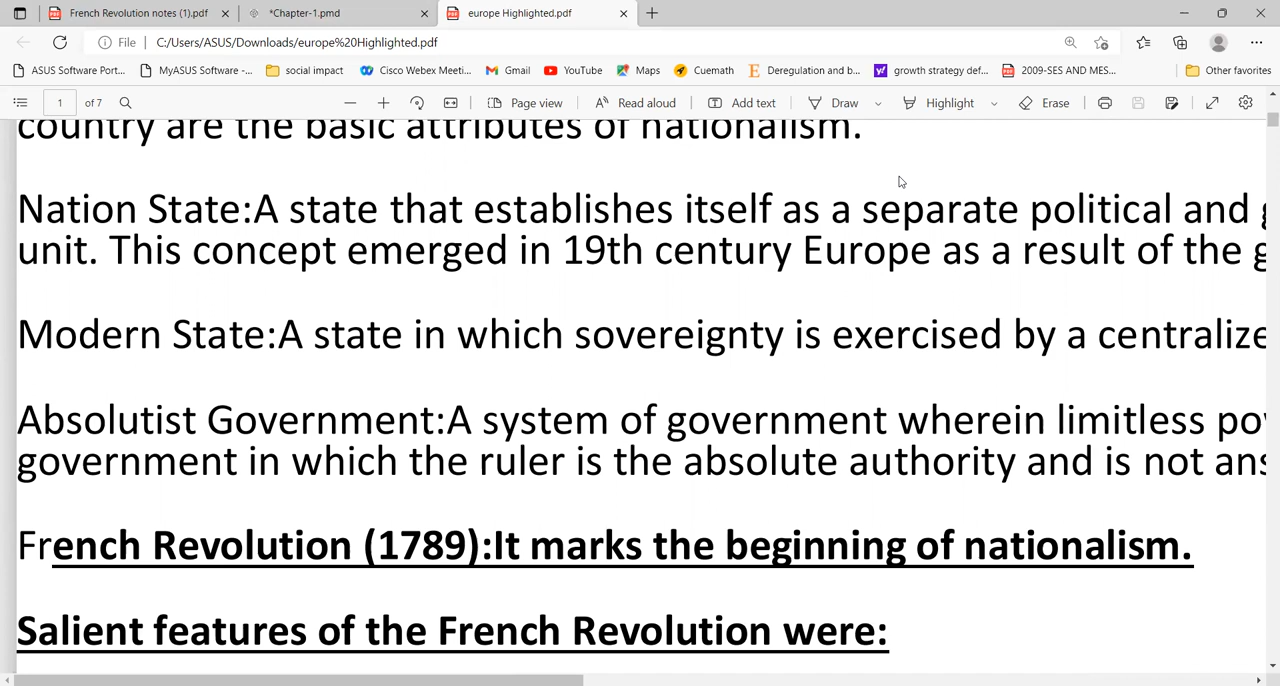 French Revolution notes (1).pdf
*Chapter-1.pmd
europe Highlighted.pdf
File C:/Users/ASUS/Downloads/europe%20Highlighted.pdf
ASUS Software Port... MyASUS Software -... social impact Cisco Webex Meeti... Gmail YouTube Maps Cuemath Deregulation and b... growth strategy def... 2009-SES AND MES... Other favorites
1 of 7 Page view Read aloud Add text Draw Highlight Erase
country are the basic attributes of nationalism.
Nation State:A state that establishes itself as a separate political and
unit. This concept emerged in 19th century Europe as a result of the
Modern State:A state in which sovereignty is exercised by a centralize
Absolutist Government:A system of government wherein limitless po
government in which the ruler is the absolute authority and is not ans
French Revolution (1789):It marks the beginning of nationalism.
Salient features of the French Revolution were: